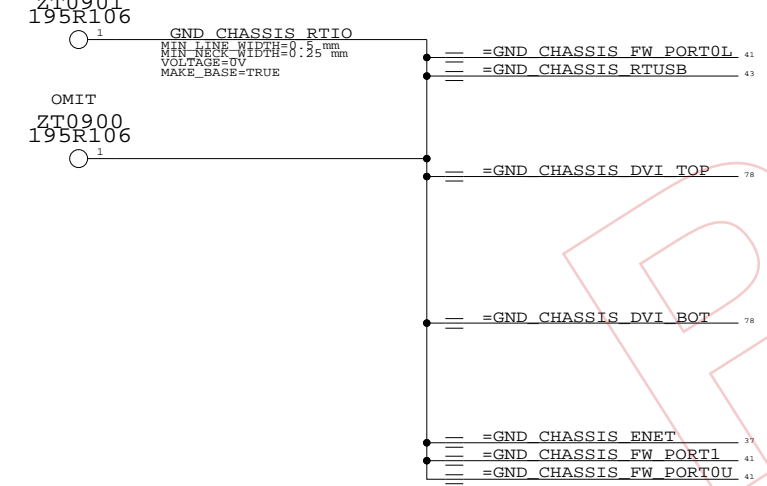 ZT0901
195R106
1
GND_CHASSIS_RTIO
MIN_LINE_WIDTH=0.5 mm
MIN_NECK_WIDTH=0.25 mm
VOLTAGE=0V
MAKE_BASE=TRUE
=GND_CHASSIS_FW_PORT0L 41
=GND_CHASSIS_RTUSB 43
OMIT
ZT0900
195R106
1
=GND_CHASSIS_DVI_TOP 78
=GND_CHASSIS_DVI_BOT 78
=GND_CHASSIS_ENET 37
=GND_CHASSIS_FW_PORT1 41
=GND_CHASSIS_FW_PORT0U 41